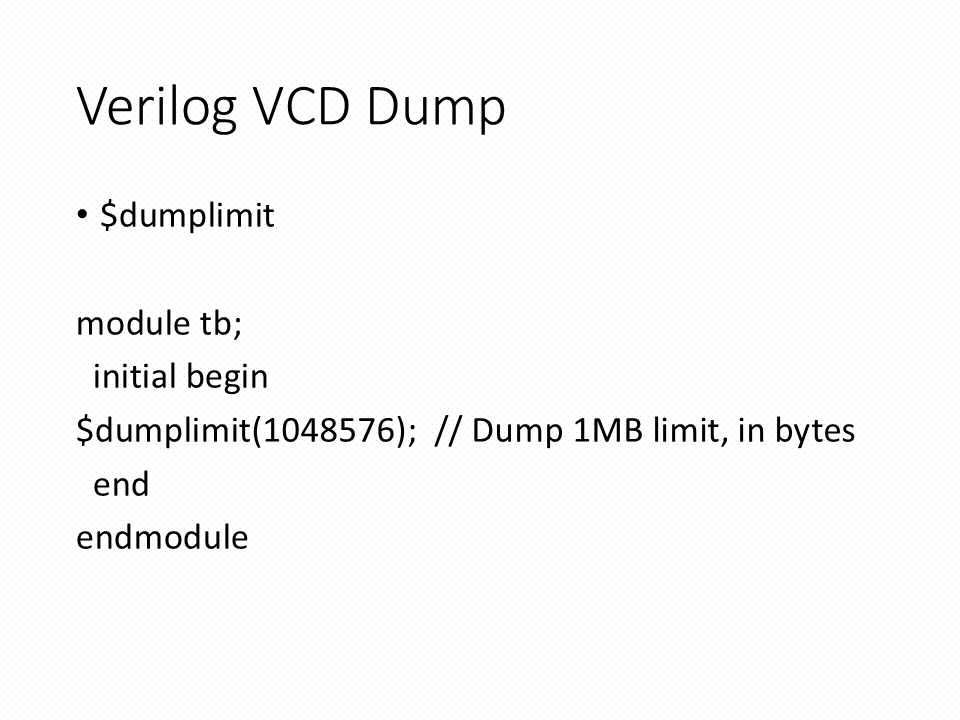 Verilog VCD Dump
• $dumplimit
module tb;
initial begin
$dumplimit(1048576);  // Dump 1MB limit, in bytes
end
endmodule